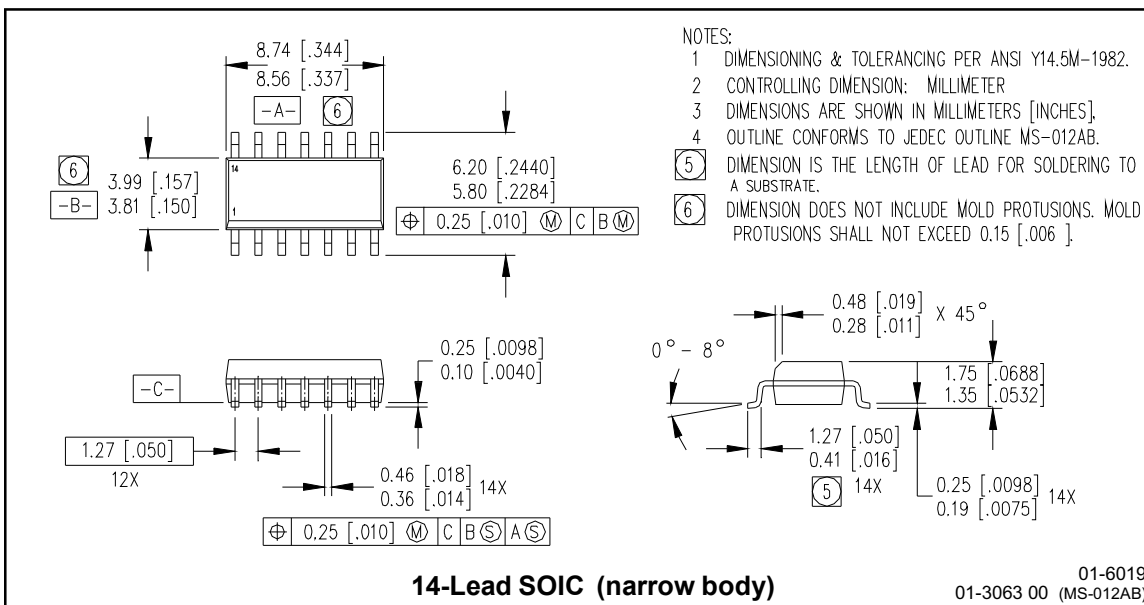 8.74 [.344]
8.56 [.337]
-A- 6
14
1
6
3.99 [.157]
-B- 3.81 [.150]
6.20 [.2440]
5.80 [.2284]
⌖ 0.25 [.010] Ⓜ C B Ⓜ
NOTES:
1 DIMENSIONING & TOLERANCING PER ANSI Y14.5M-1982.
2 CONTROLLING DIMENSION: MILLIMETER
3 DIMENSIONS ARE SHOWN IN MILLIMETERS [INCHES].
4 OUTLINE CONFORMS TO JEDEC OUTLINE MS-012AB.
5 DIMENSION IS THE LENGTH OF LEAD FOR SOLDERING TO
A SUBSTRATE.
6 DIMENSION DOES NOT INCLUDE MOLD PROTUSIONS. MOLD
PROTUSIONS SHALL NOT EXCEED 0.15 [.006 ].
-C-
0.25 [.0098]
0.10 [.0040]
1.27 [.050]
12X
0.46 [.018]
0.36 [.014] 14X
⌖ 0.25 [.010] Ⓜ C B Ⓢ A Ⓢ
0.48 [.019]
0.28 [.011] X 45°
0°- 8°
1.75 [.0688]
1.35 [.0532]
1.27 [.050]
0.41 [.016]
5 14X
0.25 [.0098]
0.19 [.0075] 14X
14-Lead SOIC (narrow body)
01-6019
01-3063 00 (MS-012AB)